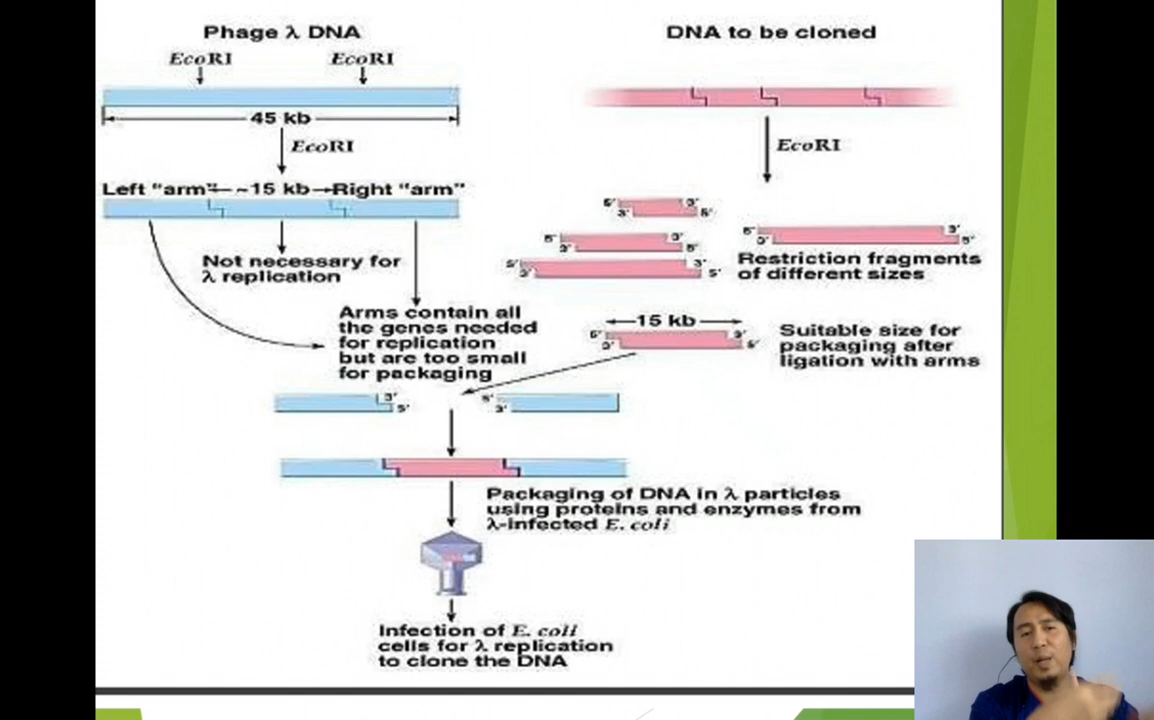 Phage λ DNA
EcoRI EcoRI
45 kb
EcoRI
Left "arm" ~15 kb Right "arm"
Not necessary for
λ replication
Arms contain all
the genes needed
for replication
but are too small
for packaging
3'
5'
5'
3'
DNA to be cloned
EcoRI
5' 3'
3' 5'
5' 3'
3' 5'
5' 3'
3' 5'
5' 3'
3' 5'
Restriction fragments
of different sizes
15 kb
5' 3'
3' 5'
Suitable size for
packaging after
ligation with arms
Packaging of DNA in λ particles
using proteins and enzymes from
λ-infected E. coli
Infection of E. coli
cells for λ replication
to clone the DNA